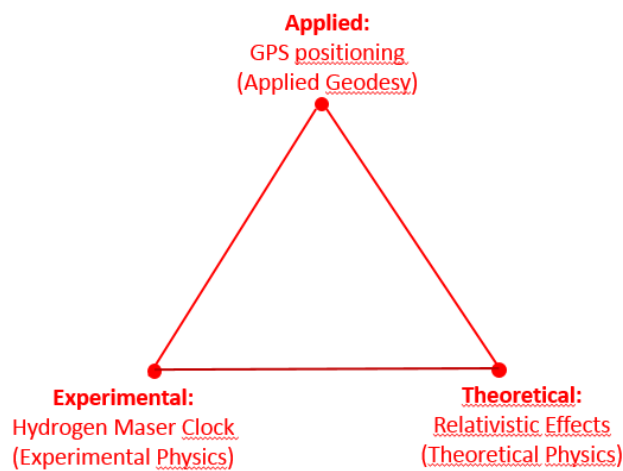 Applied:
GPS positioning
(Applied Geodesy)
Experimental:
Hydrogen Maser Clock
(Experimental Physics)
Theoretical:
Relativistic Effects
(Theoretical Physics)